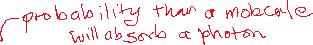 probability than a molecule
will absorb a photon